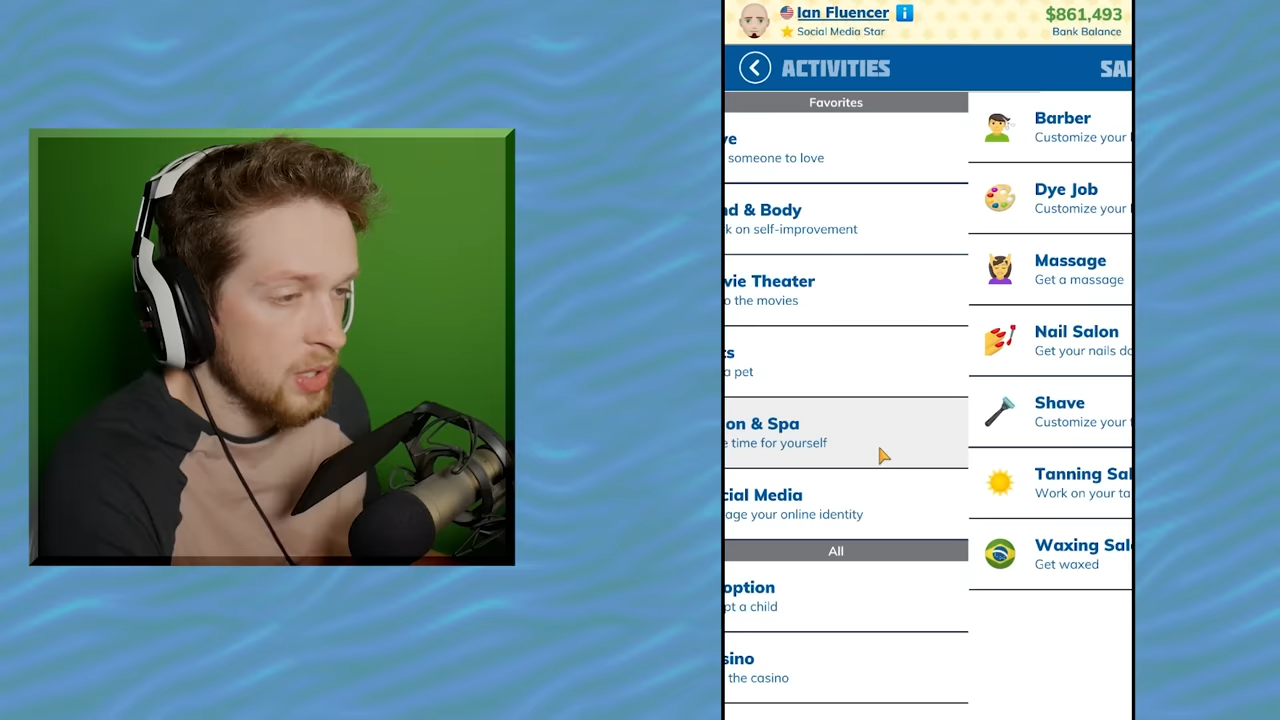 Ian Fluencer
$861,493
Social Media Star
Bank Balance
ACTIVITIES
SAI
Favorites
ve
someone to love
nd & Body
k on self-improvement
vie Theater
o the movies
ts
a pet
on & Spa
e time for yourself
cial Media
age your online identity
All
option
pt a child
sino
the casino
Barber
Customize your
Dye Job
Customize your
Massage
Get a massage
Nail Salon
Get your nails do
Shave
Customize your
Tanning Sal
Work on your ta
Waxing Sal
Get waxed